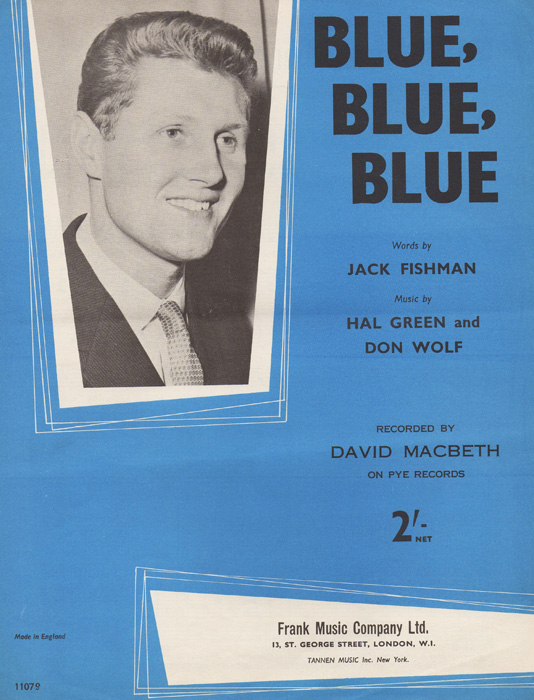 BLUE,
BLUE,
BLUE
Words by
JACK FISHMAN
Music by
HAL GREEN and
DON WOLF
RECORDED BY
DAVID MACBETH
ON PYE RECORDS
2/-
NET
Frank Music Company Ltd.
13, ST. GEORGE STREET, LONDON, W.I.
TANNEN MUSIC Inc. New York.
Made in England
11079